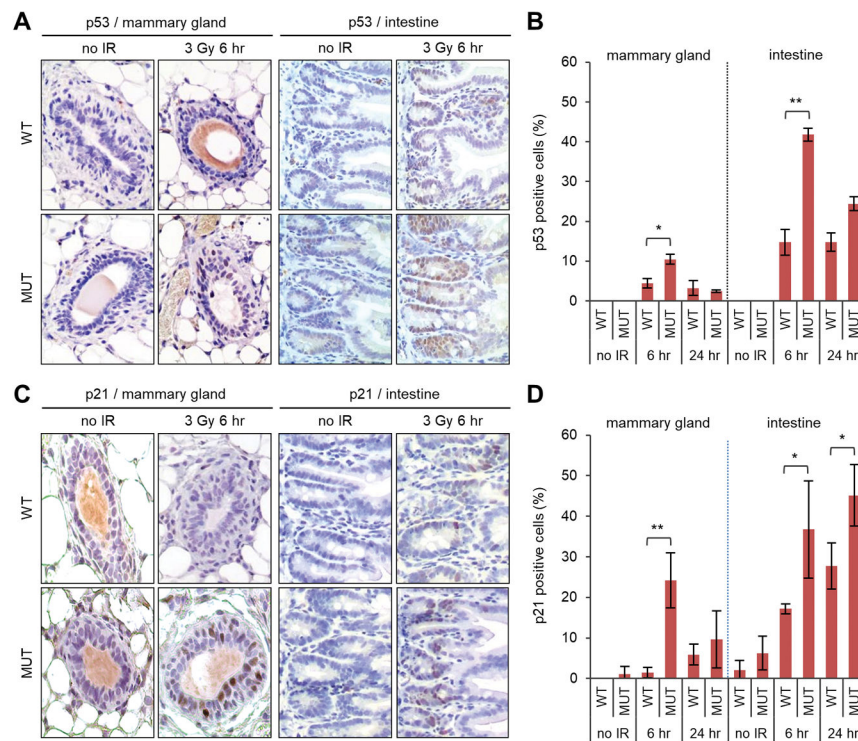 A
p53 / mammary gland
p53 / intestine
no IR
3 Gy 6 hr
no IR
3 Gy 6 hr
WT
MUT
B
mammary gland
intestine
p53 positive cells (%)
60
50
40
30
20
10
0
*
**
WT
MUT
WT
MUT
WT
MUT
WT
MUT
WT
MUT
WT
MUT
no IR
6 hr
24 hr
no IR
6 hr
24 hr
C
p21 / mammary gland
p21 / intestine
no IR
3 Gy 6 hr
no IR
3 Gy 6 hr
WT
MUT
D
mammary gland
intestine
p21 positive cells (%)
60
50
40
30
20
10
0
**
*
*
WT
MUT
WT
MUT
WT
MUT
WT
MUT
WT
MUT
WT
MUT
no IR
6 hr
24 hr
no IR
6 hr
24 hr